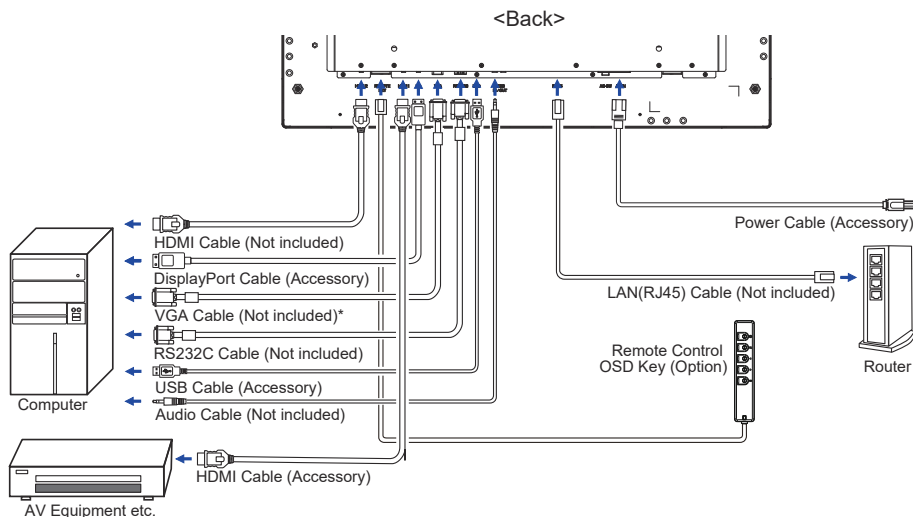 <Back>
HDMI Cable (Not included)
DisplayPort Cable (Accessory)
VGA Cable (Not included)*
RS232C Cable (Not included)
USB Cable (Accessory)
Audio Cable (Not included)
Computer
HDMI Cable (Accessory)
AV Equipment etc.
Power Cable (Accessory)
LAN(RJ45) Cable (Not included)
Remote Control
OSD Key (Option)
Router